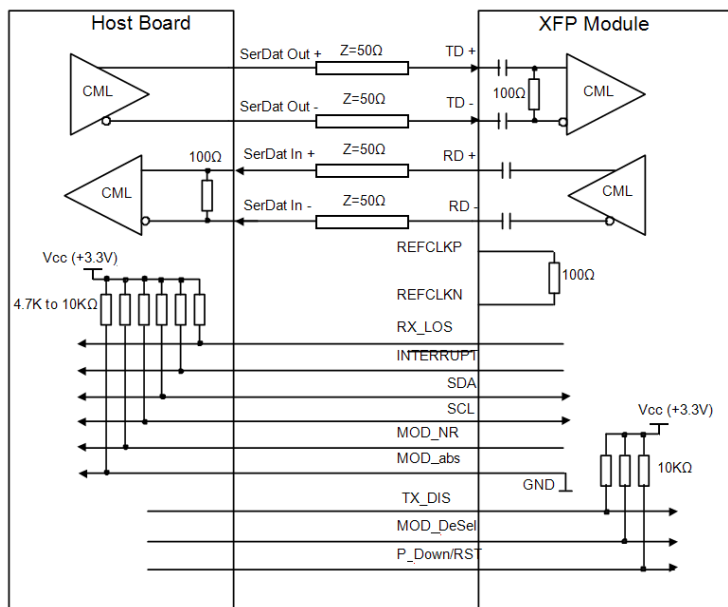 Host Board
XFP Module
SerDat Out +
Z=50Ω
TD +
CML
100Ω
CML
SerDat Out -
Z=50Ω
TD -
100Ω
SerDat In +
Z=50Ω
RD +
CML
CML
SerDat In -
Z=50Ω
RD -
REFCLKP
Vcc (+3.3V)
100Ω
4.7K to 10KΩ
REFCLKN
RX_LOS
INTERRUPT
SDA
SCL
Vcc (+3.3V)
MOD_NR
MOD_abs
10KΩ
GND
TX_DIS
MOD_DeSel
P_Down/RST